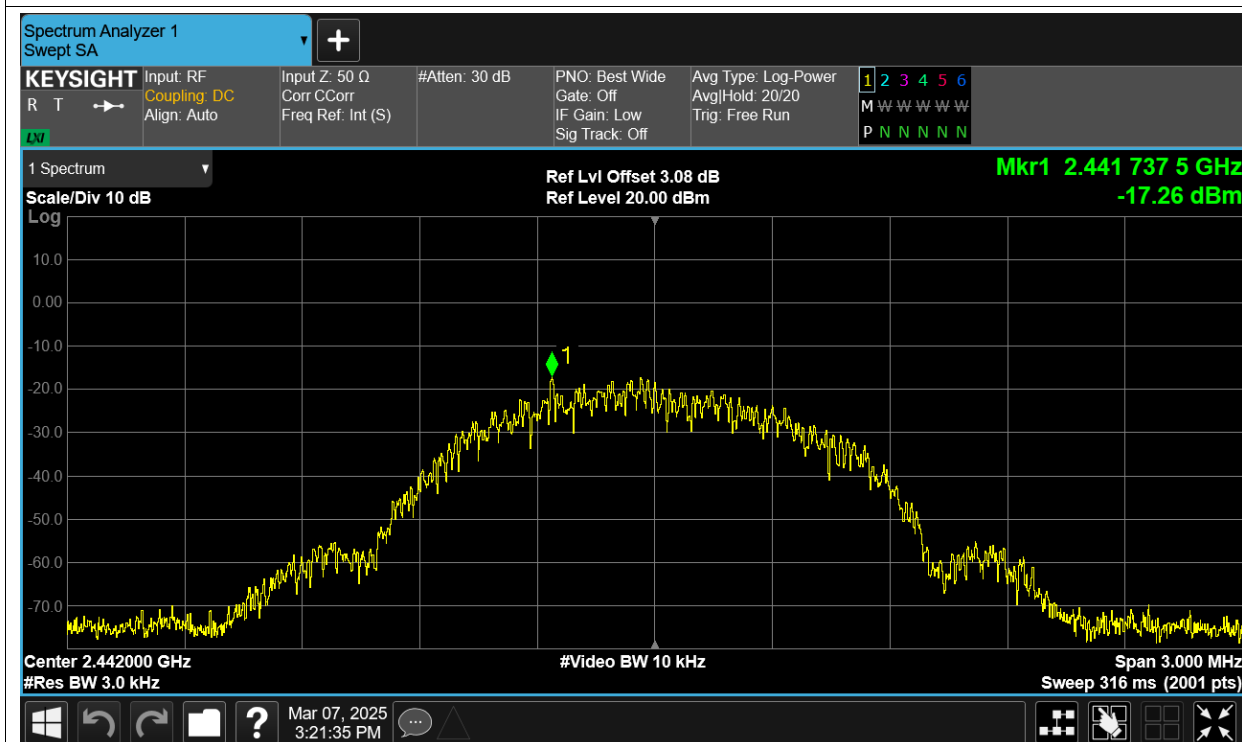 Spectrum Analyzer 1
Swept SA
KEYSIGHT
R T
LXI
Input: RF
Coupling: DC
Align: Auto
Input Z: 50 Ω
Corr CCorr
Freq Ref: Int (S)
#Atten: 30 dB
PNO: Best Wide
Gate: Off
IF Gain: Low
Sig Track: Off
Avg Type: Log-Power
Avg|Hold: 20/20
Trig: Free Run
1 2 3 4 5 6
M W W W W W
P N N N N N
1 Spectrum
Scale/Div 10 dB
Ref Lvl Offset 3.08 dB
Ref Level 20.00 dBm
Mkr1 2.441 737 5 GHz
-17.26 dBm
Log
10.0
0.00
-10.0
1
-20.0
-30.0
-40.0
-50.0
-60.0
-70.0
Center 2.442000 GHz
#Res BW 3.0 kHz
#Video BW 10 kHz
Span 3.000 MHz
Sweep 316 ms (2001 pts)
Mar 07, 2025
3:21:35 PM